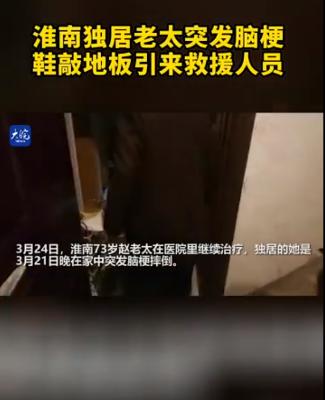 淮南独居老太突发脑梗
鞋敲地板引来救援人员
大皖
3月24日，淮南73岁赵老太在医院里继续治疗，独居的她是
3月21日晚在家中突发脑梗摔倒。